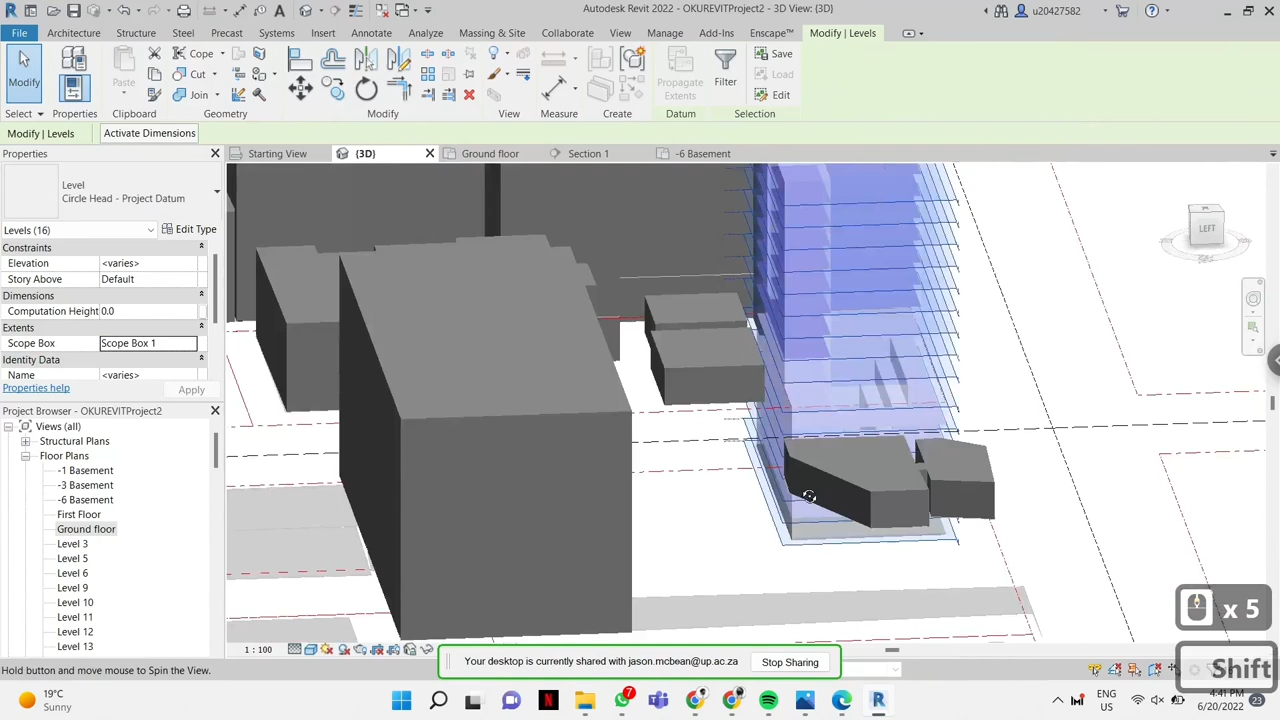 Autodesk Revit 2022 - OKUREVITProject2 - 3D View: {3D}
u20427582
File Architecture Structure Steel Precast Systems Insert Annotate Analyze Massing & Site Collaborate View Manage Add-Ins Enscape™ Modify | Levels
Modify
Paste
Cope
Cut
Join
Propagate Extents
Filter
Save
Load
Edit
Select Properties Clipboard Geometry Modify View Measure Create Datum Selection
Modify | Levels Activate Dimensions
Properties
Starting View {3D} Ground floor Section 1 -6 Basement
Level
Circle Head - Project Datum
Levels (16) Edit Type
Constraints
Elevation <varies>
Story Above Default
Dimensions
Computation Height 0.0
Extents
Scope Box Scope Box 1
Identity Data
Name <varies>
Properties help Apply
LEFT
Project Browser - OKUREVITProject2
Views (all)
Structural Plans
Floor Plans
-1 Basement
-3 Basement
-6 Basement
First Floor
Ground floor
Level 3
Level 5
Level 6
Level 9
Level 10
Level 11
Level 12
Level 13
x 5
Shift
1 : 100
Your desktop is currently shared with jason.mcbean@up.ac.za Stop Sharing
Hold button and move mouse to Spin the View.
19°C
Sunny
7
ENG
US
4:41 PM
6/20/2022
23